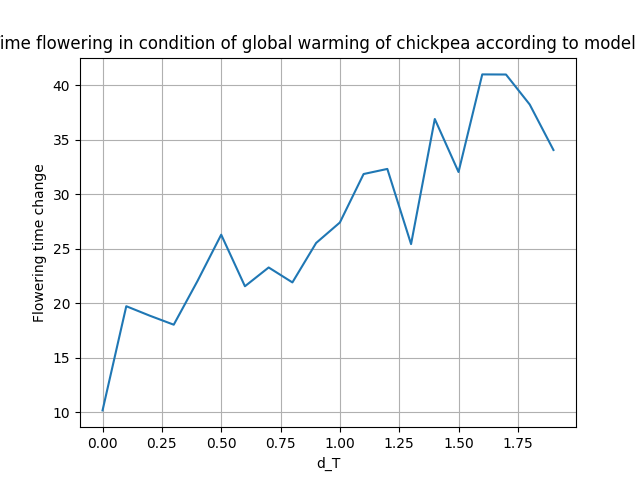 ime flowering in condition of global warming of chickpea according to model
40
35
30
25
20
15
10
Flowering time change
0.00 0.25 0.50 0.75 1.00 1.25 1.50 1.75
d_T